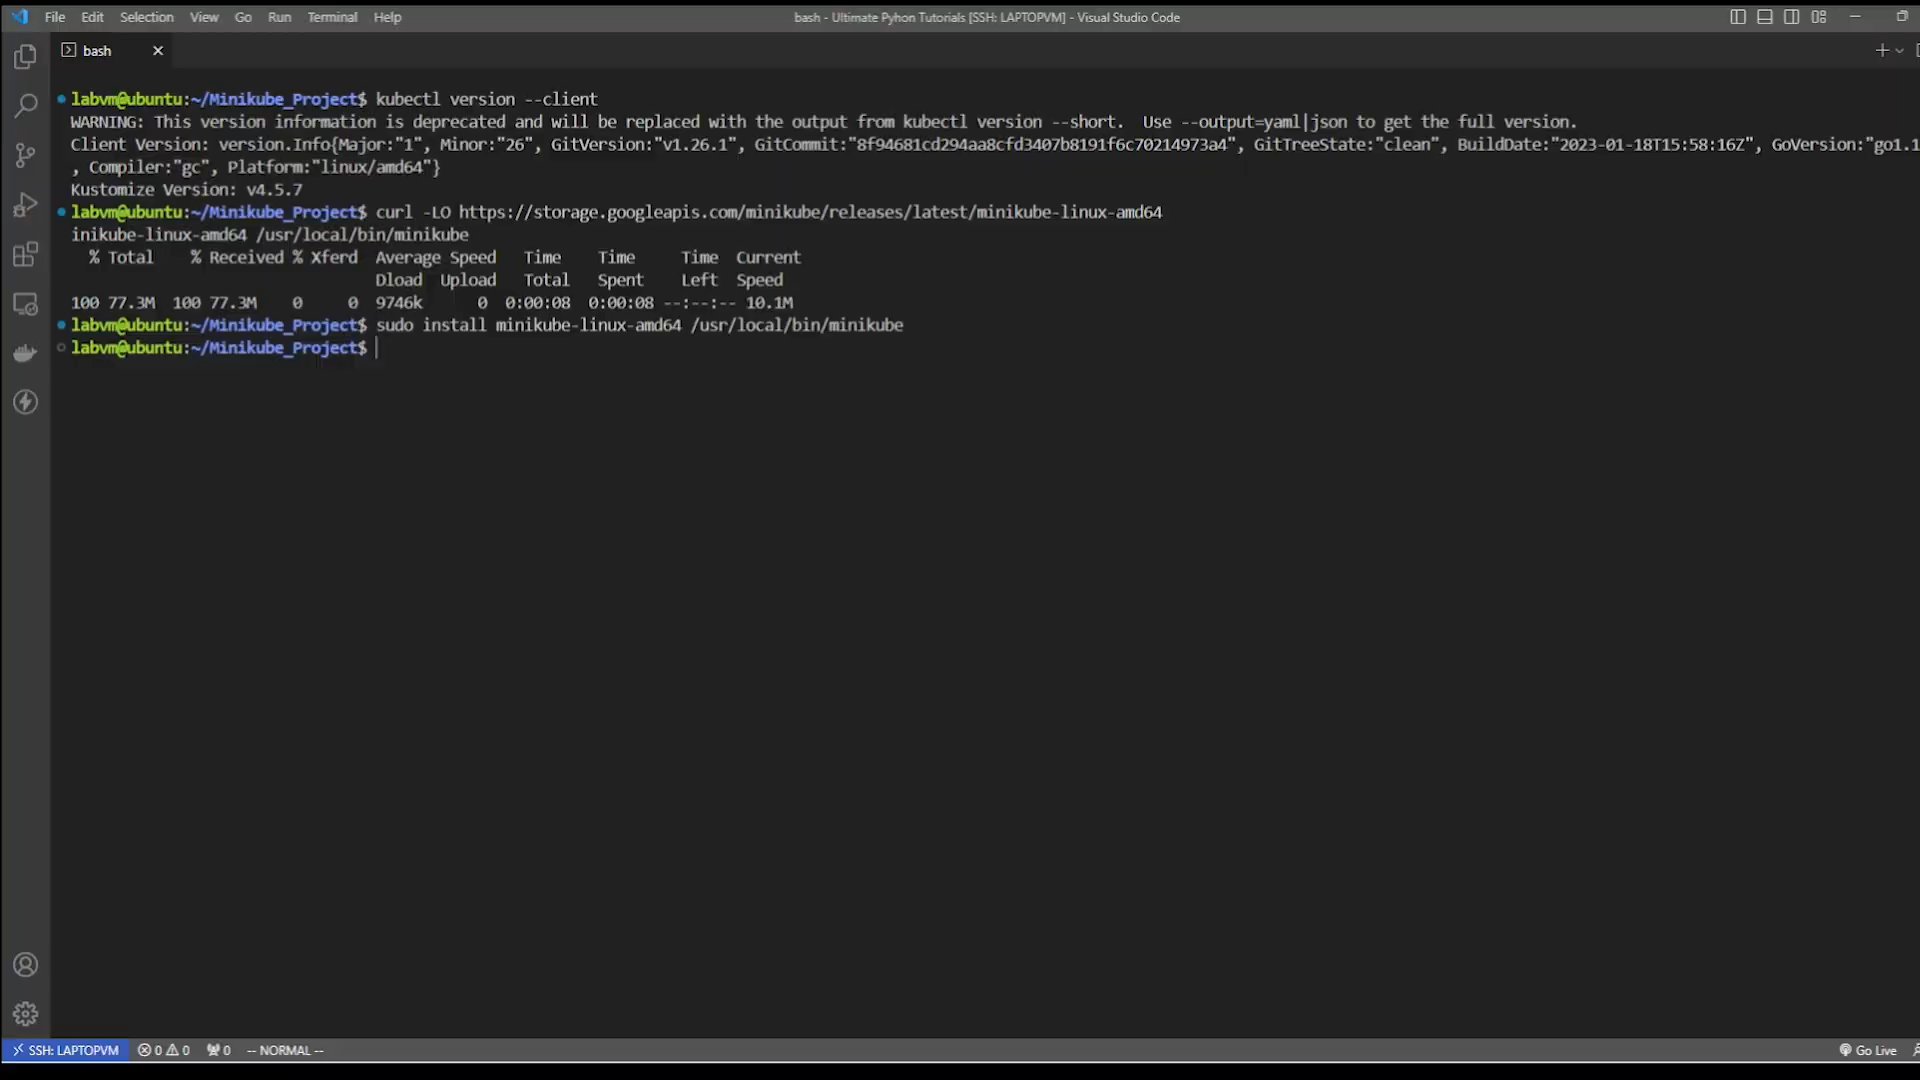 File Edit Selection View Go Run Terminal Help
bash - Ultimate Pyhon Tutorials [SSH: LAPTOPVM] - Visual Studio Code
bash
labvm@ubuntu:~/Minikube_Project$ kubectl version --client
WARNING: This version information is deprecated and will be replaced with the output from kubectl version --short.  Use --output=yaml|json to get the full version.
Client Version: version.Info{Major:"1", Minor:"26", GitVersion:"v1.26.1", GitCommit:"8f94681cd294aa8cfd3407b8191f6c70214973a4", GitTreeState:"clean", BuildDate:"2023-01-18T15:58:16Z", GoVersion:"go1.1
, Compiler:"gc", Platform:"linux/amd64"}
Kustomize Version: v4.5.7
labvm@ubuntu:~/Minikube_Project$ curl -LO https://storage.googleapis.com/minikube/releases/latest/minikube-linux-amd64
inikube-linux-amd64 /usr/local/bin/minikube
% Total    % Received % Xferd  Average Speed   Time    Time     Time  Current
Dload  Upload   Total   Spent    Left  Speed
100 77.3M  100 77.3M    0     0  9746k      0  0:00:08  0:00:08 --:--:-- 10.1M
labvm@ubuntu:~/Minikube_Project$ sudo install minikube-linux-amd64 /usr/local/bin/minikube
labvm@ubuntu:~/Minikube_Project$
SSH: LAPTOPVM 0 0 0 -- NORMAL -- Go Live